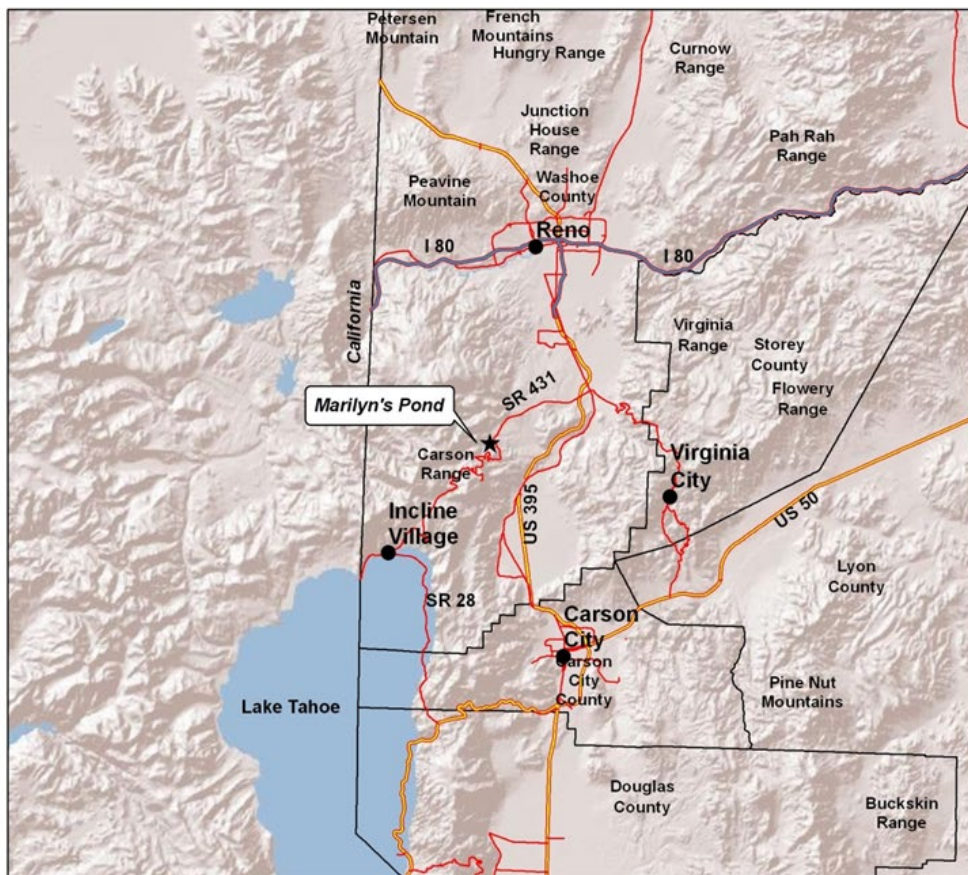 Petersen
Mountain
French
Mountains
Hungry Range
Curnow
Range
Junction
House
Range
Pah Rah
Range
Peavine
Mountain
Washoe
County
Reno
I 80
I 80
California
Virginia
Range
Storey
County
Flowery
Range
SR 431
Marilyn's Pond
Carson
Range
Virginia
City
Incline
Village
US 395
US 50
Lyon
County
SR 28
Carson
City
Carson
City
County
Lake Tahoe
Pine Nut
Mountains
Douglas
County
Buckskin
Range